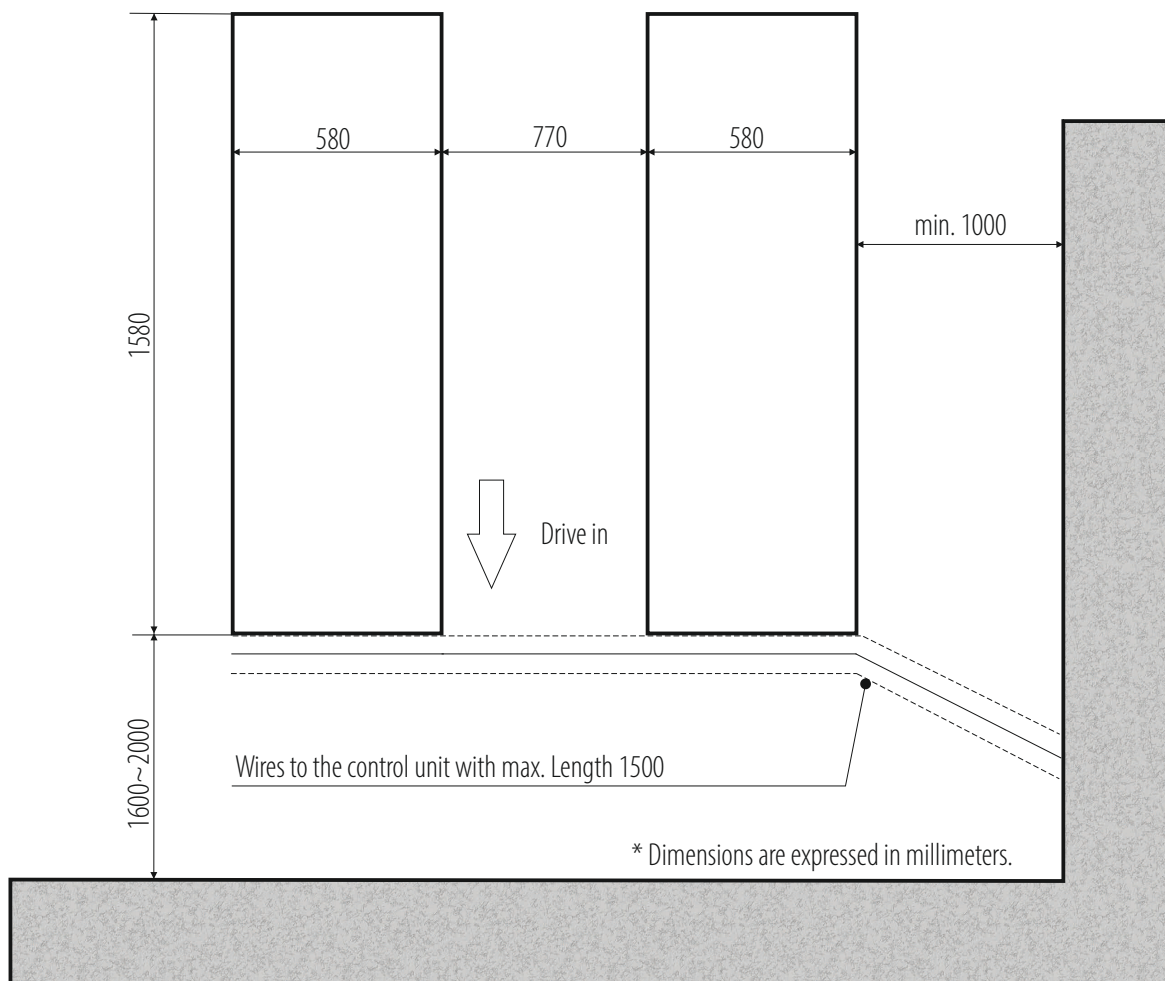 580
770
580
min. 1000
1580
Drive in
1600~2000
Wires to the control unit with max. Length 1500
* Dimensions are expressed in millimeters.